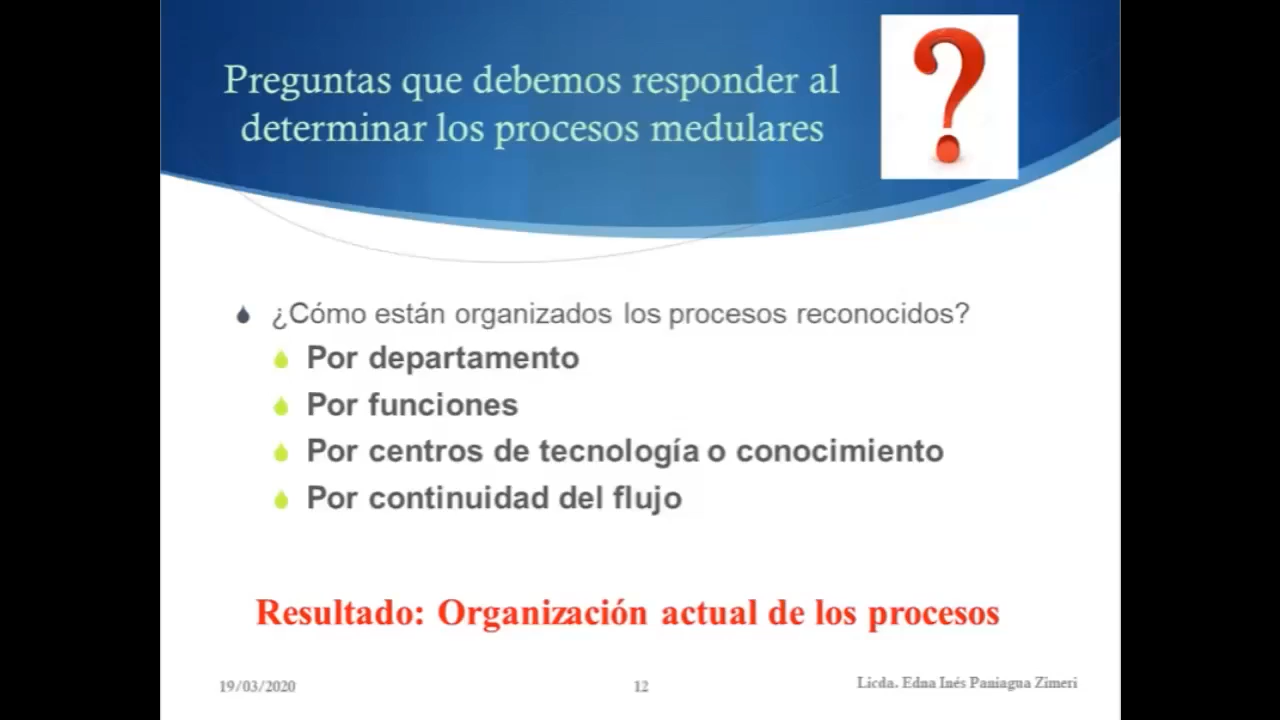 Preguntas que debemos responder al
determinar los procesos medulares
¿Cómo están organizados los procesos reconocidos?
Por departamento
Por funciones
Por centros de tecnología o conocimiento
Por continuidad del flujo
Resultado: Organización actual de los procesos
19/03/2020
12
Licda. Edna Inés Paniagua Zimeri